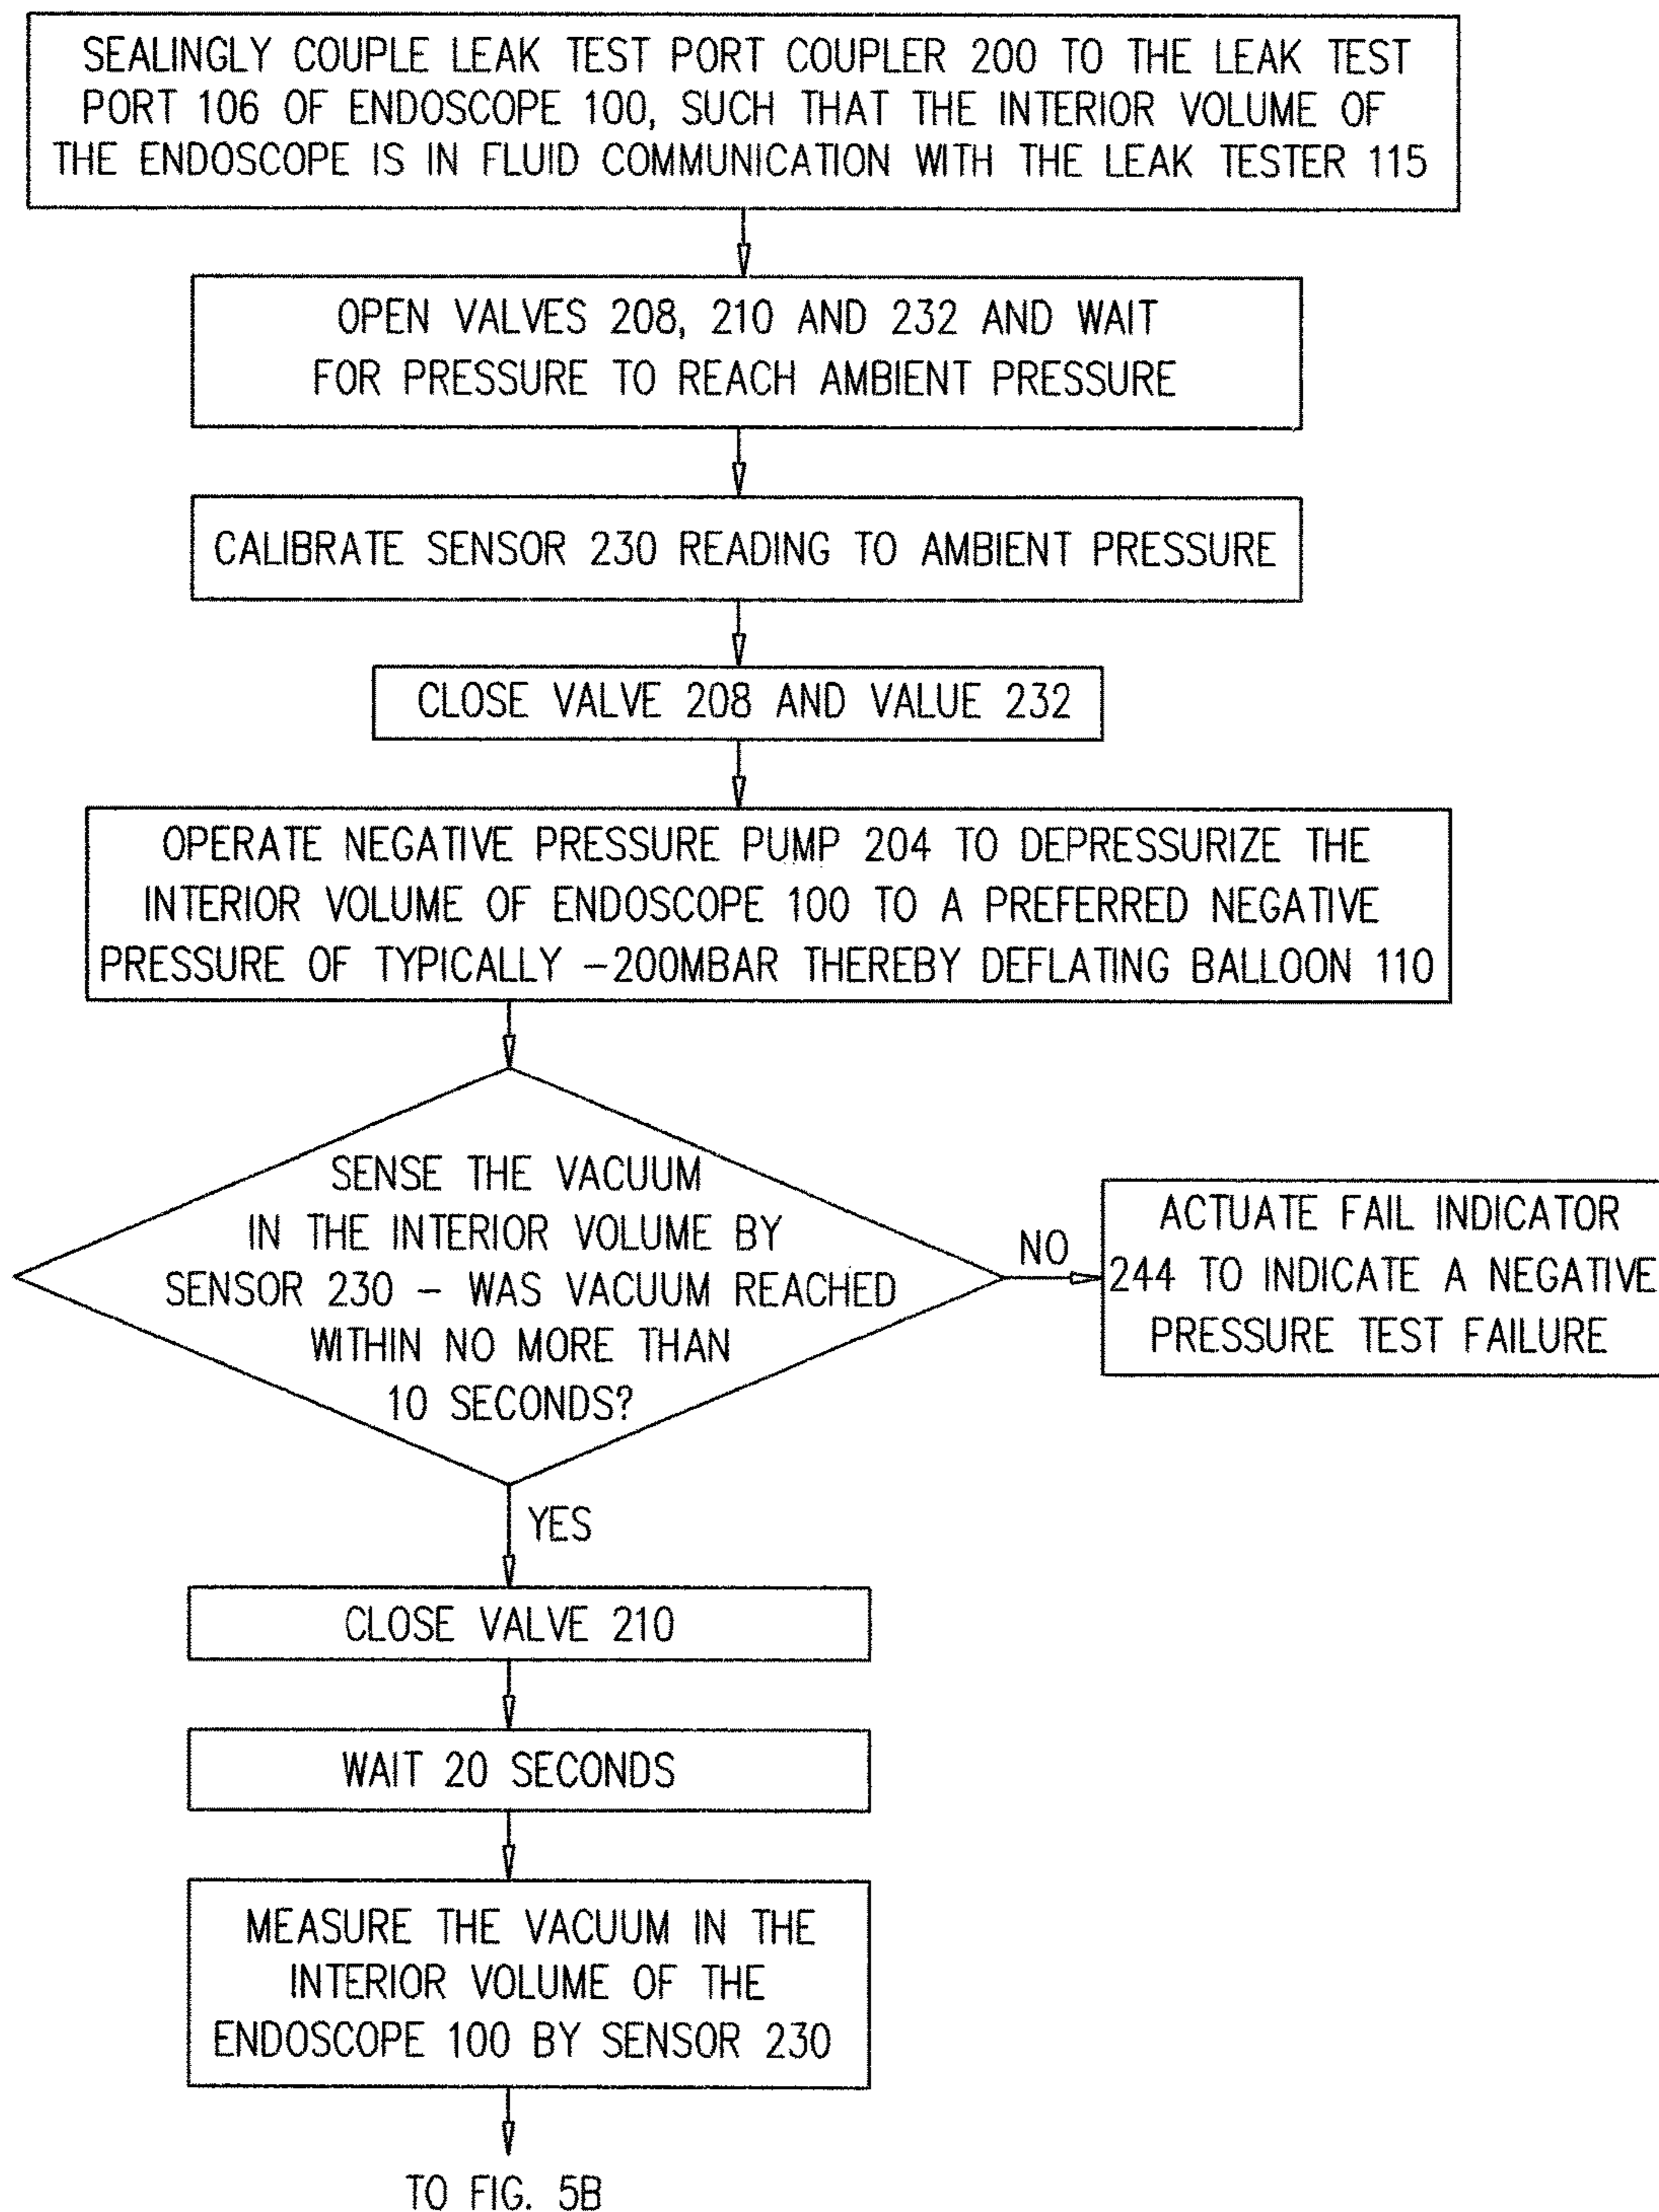 SEALINGLY COUPLE LEAK TEST PORT COUPLER 200 TO THE LEAK TEST
PORT 106 OF ENDOSCOPE 100, SUCH THAT THE INTERIOR VOLUME OF
THE ENDOSCOPE IS IN FLUID COMMUNICATION WITH THE LEAK TESTER 115
OPEN VALVES 208, 210 AND 232 AND WAIT
FOR PRESSURE TO REACH AMBIENT PRESSURE
CALIBRATE SENSOR 230 READING TO AMBIENT PRESSURE
CLOSE VALVE 208 AND VALUE 232
OPERATE NEGATIVE PRESSURE PUMP 204 TO DEPRESSURIZE THE
INTERIOR VOLUME OF ENDOSCOPE 100 TO A PREFERRED NEGATIVE
PRESSURE OF TYPICALLY -200MBAR THEREBY DEFLATING BALLOON 110
SENSE THE VACUUM
IN THE INTERIOR VOLUME BY
SENSOR 230 - WAS VACUUM REACHED
WITHIN NO MORE THAN
10 SECONDS?
NO
ACTUATE FAIL INDICATOR
244 TO INDICATE A NEGATIVE
PRESSURE TEST FAILURE
YES
CLOSE VALVE 210
WAIT 20 SECONDS
MEASURE THE VACUUM IN THE
INTERIOR VOLUME OF THE
ENDOSCOPE 100 BY SENSOR 230
TO FIG. 5B